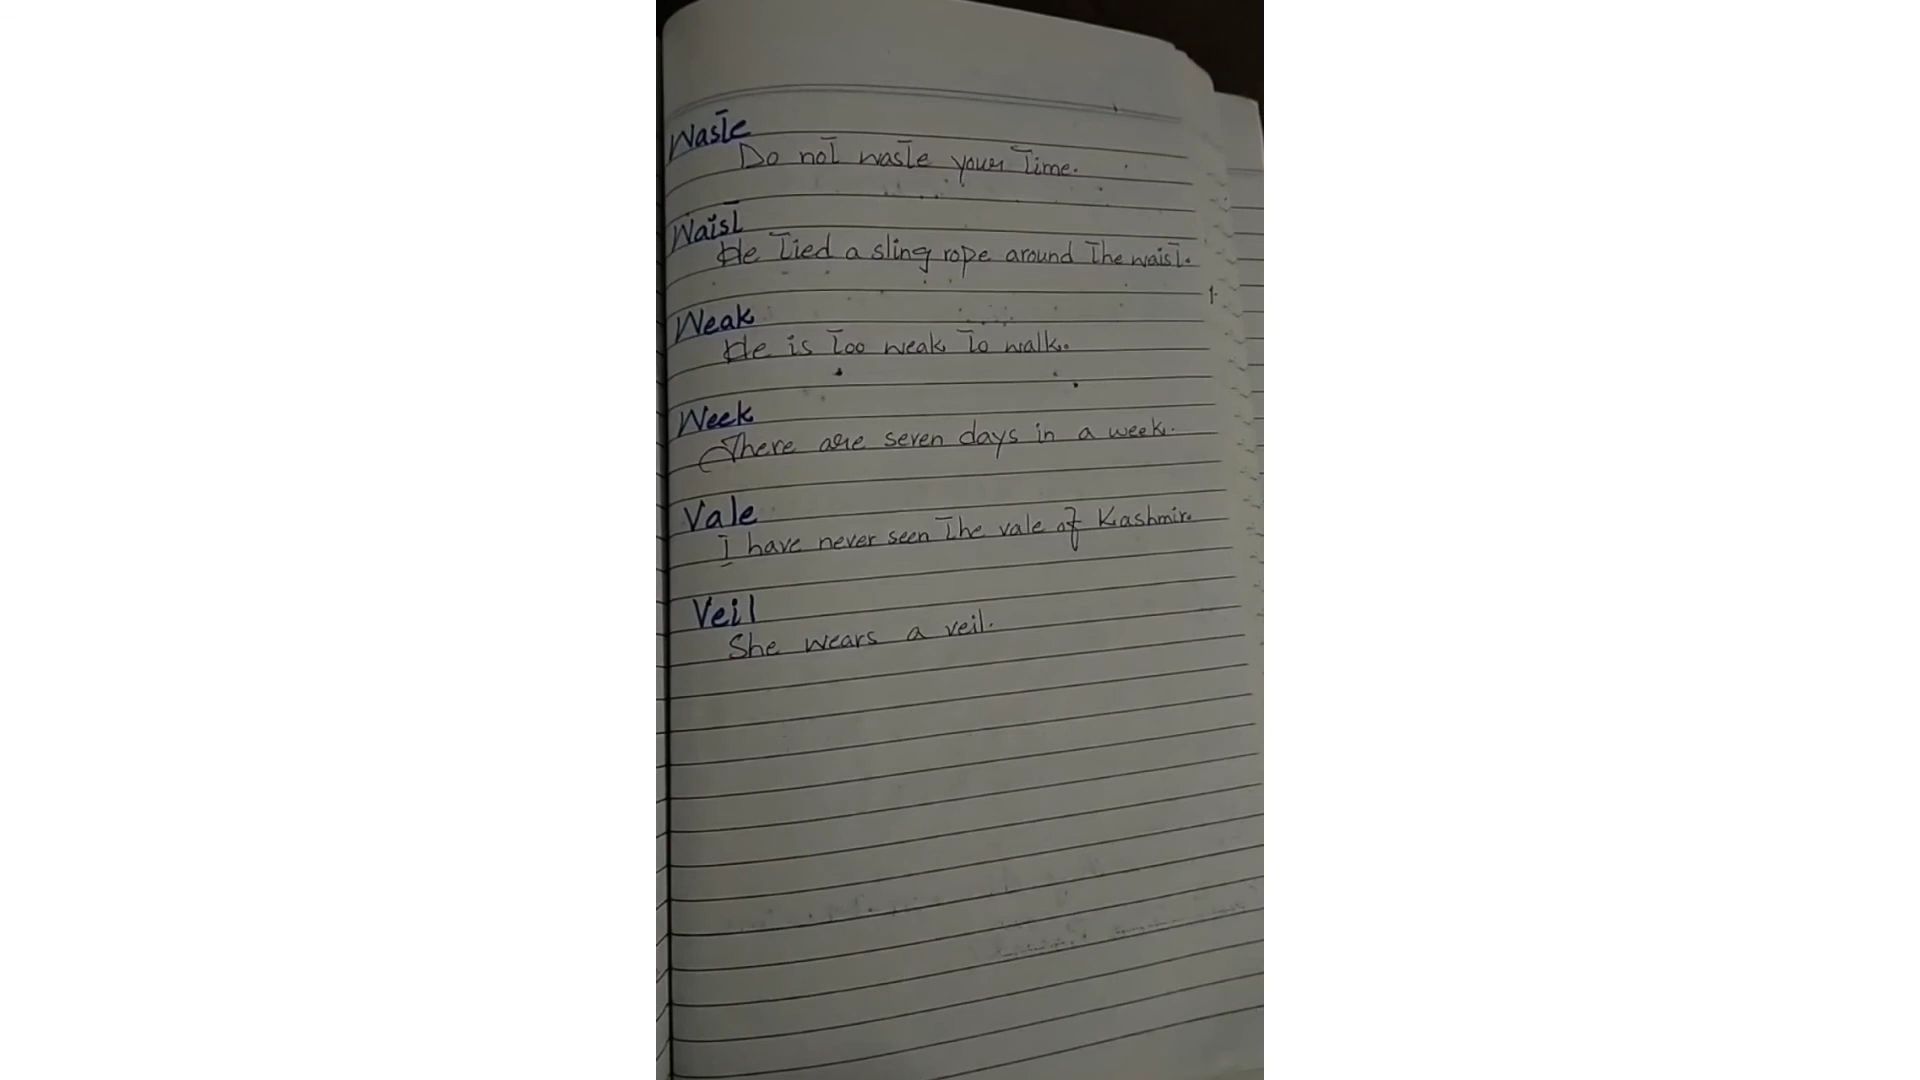 Waste
Do not waste your time.
Waist
He tied a sling rope around the waist.
Weak
He is too weak to walk.
Week
There are seven days in a week.
Vale
I have never seen the vale of Kashmir.
Veil
She wears a veil.